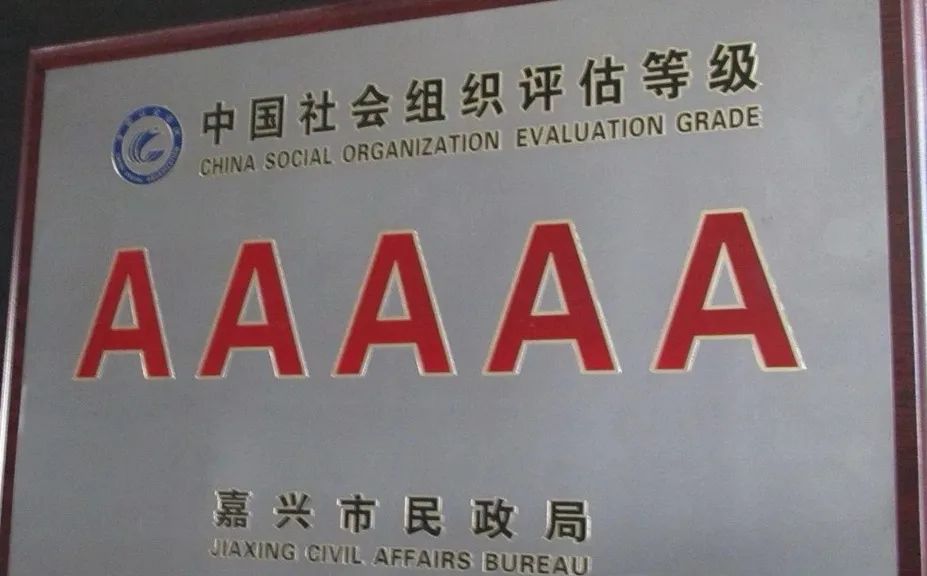 中国社会组织评估等级
CHINA SOCIAL ORGANIZATION EVALUATION GRADE
AAAAA
嘉兴市民政局
JIAXING CIVIL AFFAIRS BUREAU